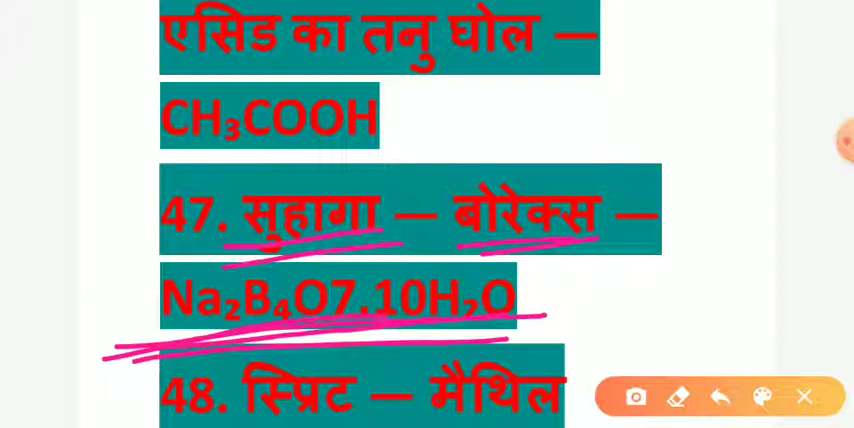 एसिड का तनु घोल —
CH₃COOH
47. सुहागा — बोरेक्स —
Na₂B₄O7.10H₂O
48. स्प्रिट — मैथिल